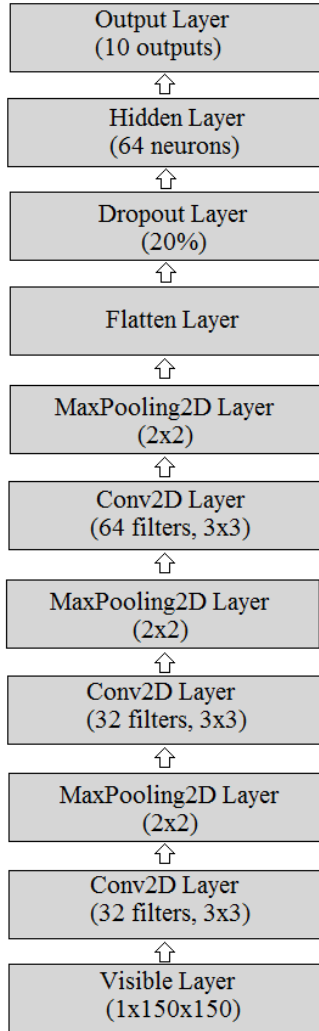 Output Layer
(10 outputs)
Hidden Layer
(64 neurons)
Dropout Layer
(20%)
Flatten Layer
MaxPooling2D Layer
(2x2)
Conv2D Layer
(64 filters, 3x3)
MaxPooling2D Layer
(2x2)
Conv2D Layer
(32 filters, 3x3)
MaxPooling2D Layer
(2x2)
Conv2D Layer
(32 filters, 3x3)
Visible Layer
(1x150x150)